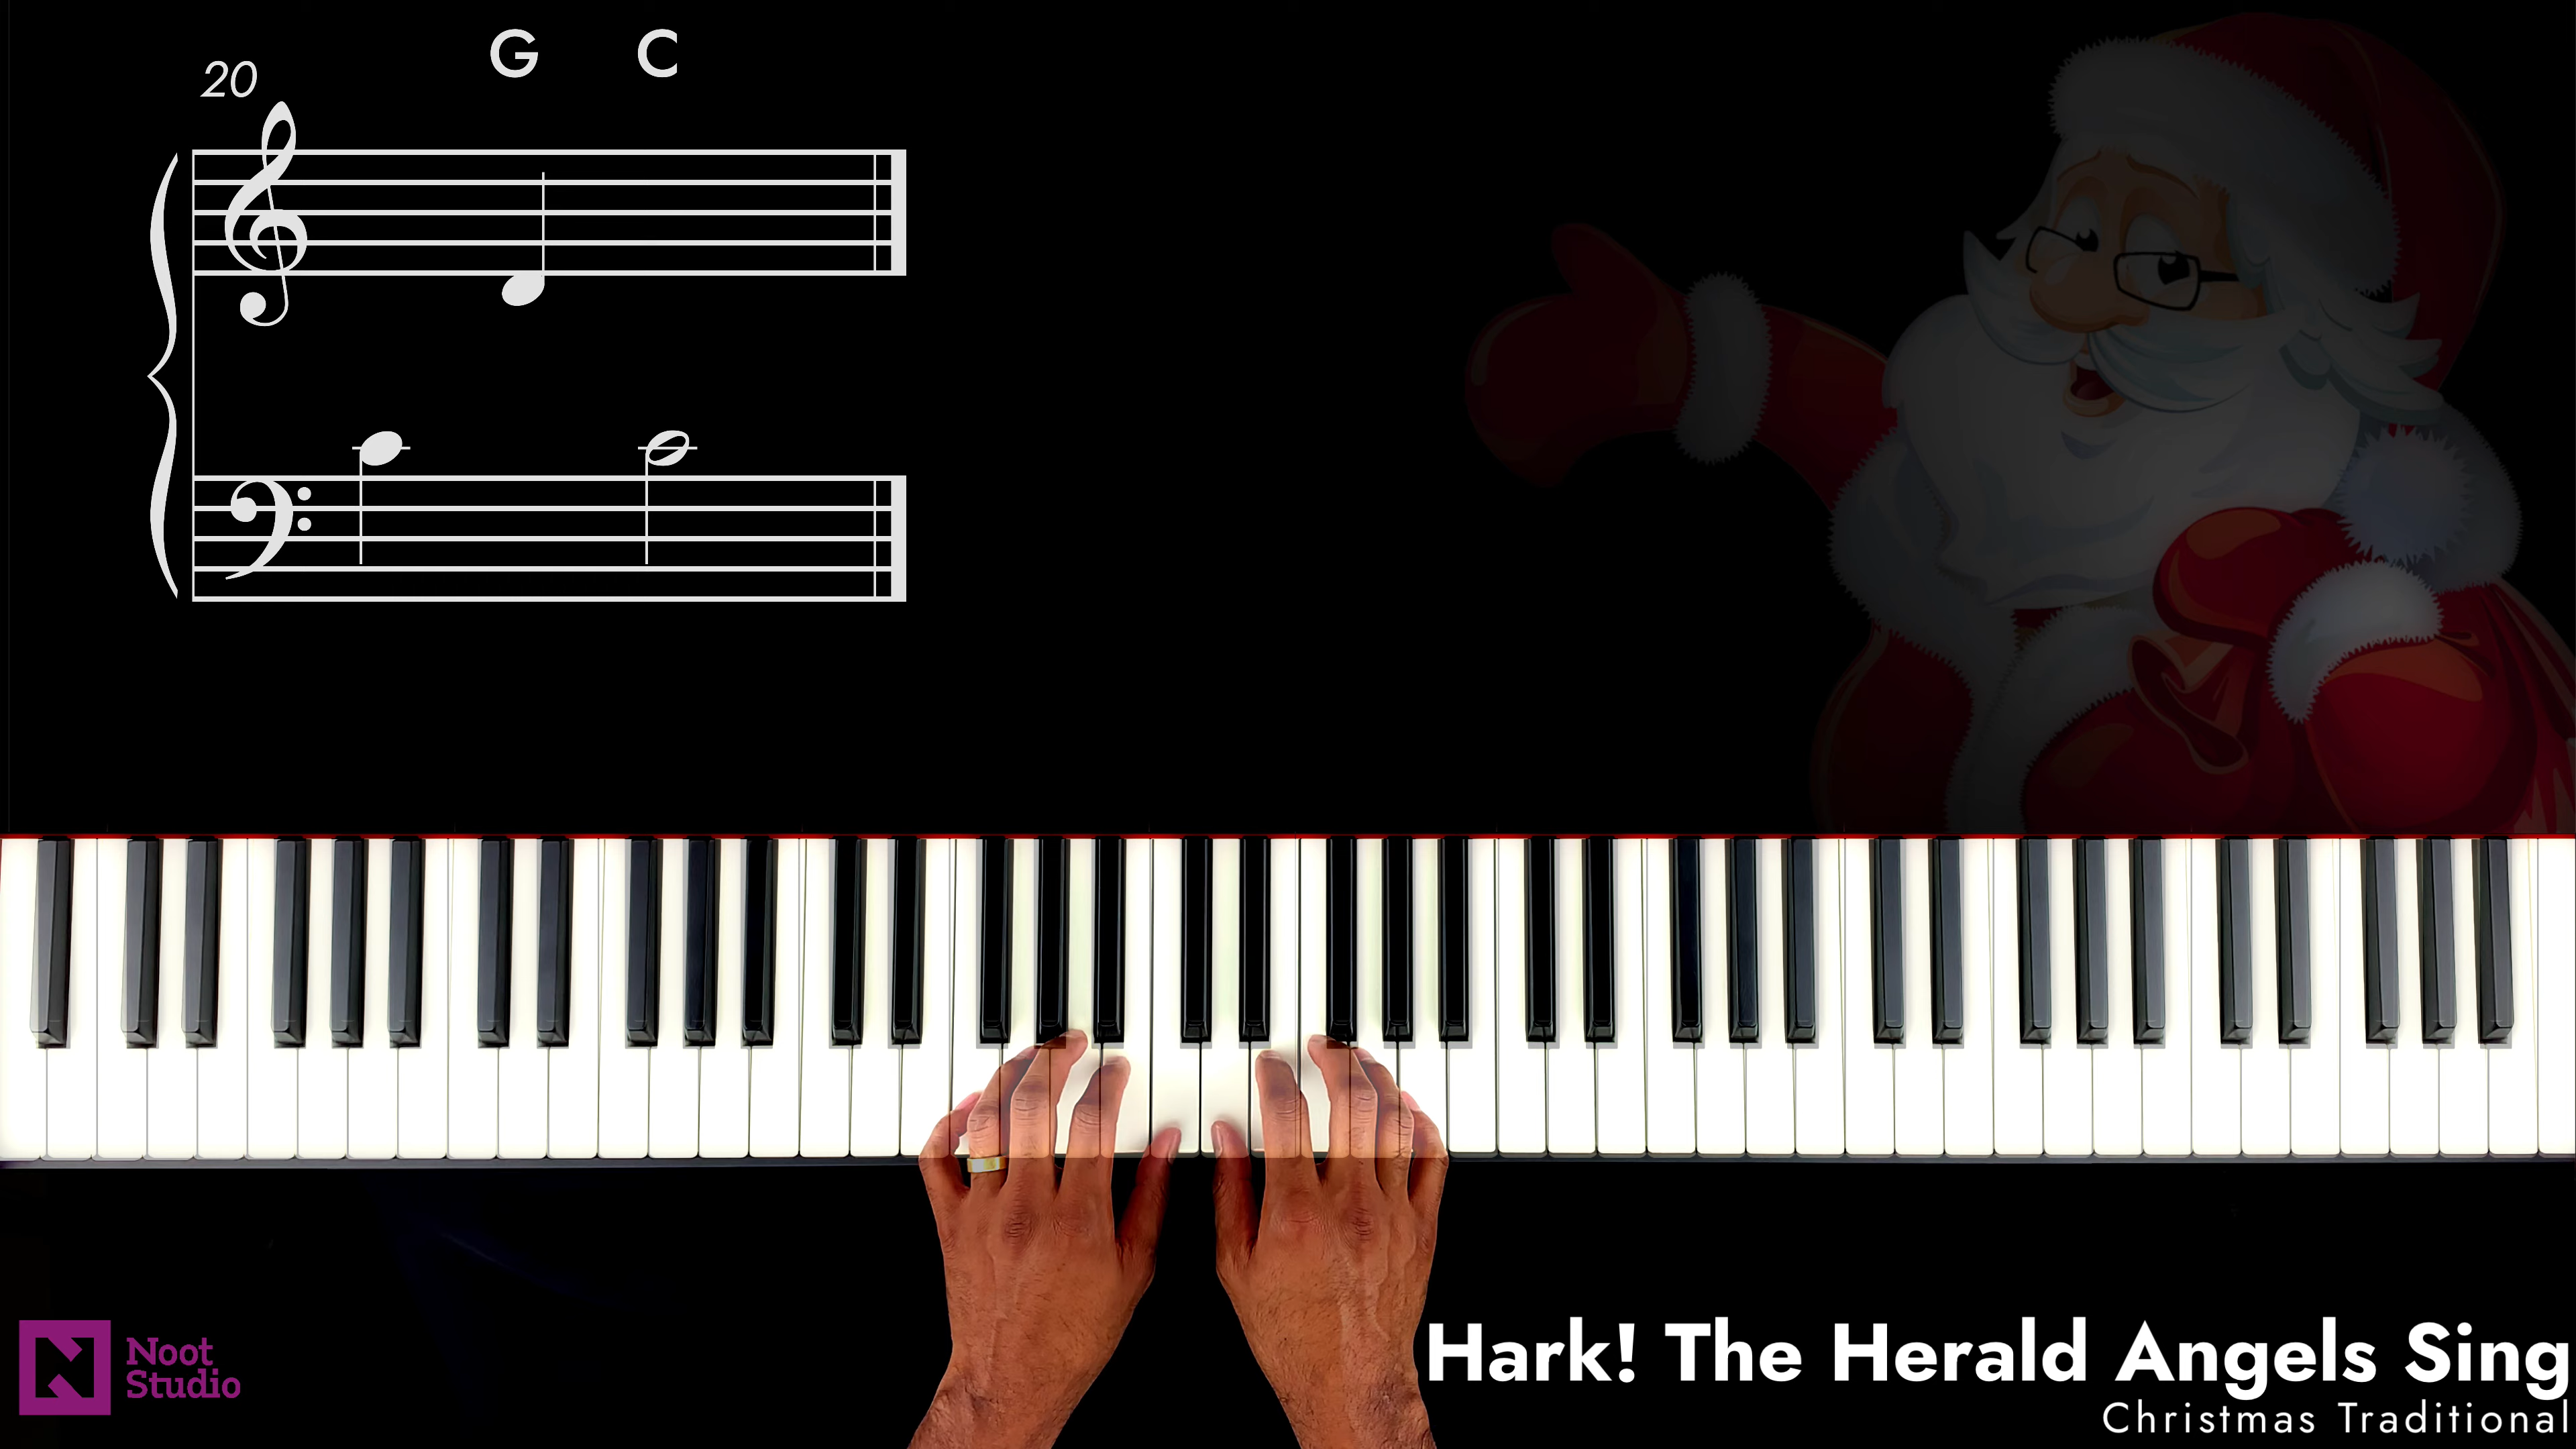 G C
20
Noot
Studio
Hark! The Herald Angels Sing
Christmas Traditional